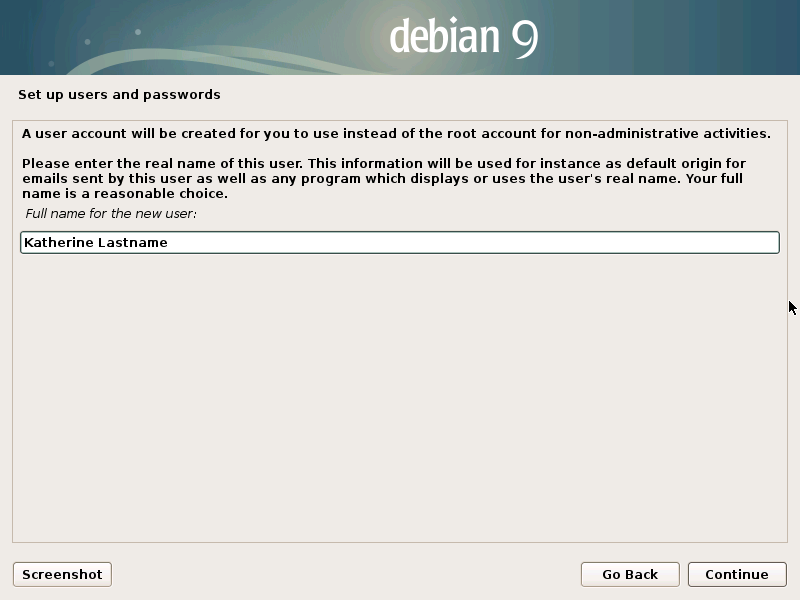 debian 9
Set up users and passwords
A user account will be created for you to use instead of the root account for non-administrative activities.
Please enter the real name of this user. This information will be used for instance as default origin for
emails sent by this user as well as any program which displays or uses the user's real name. Your full
name is a reasonable choice.
Full name for the new user:
Katherine Lastname
Screenshot
Go Back
Continue